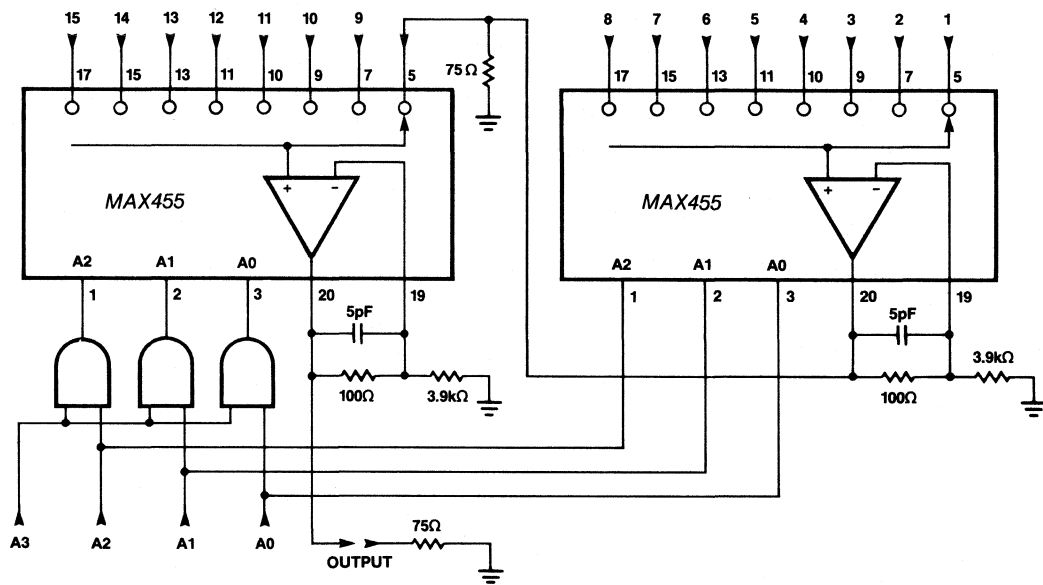 15 14 13 12 11 10 9 8 7 6 5 4 3 2 1
75Ω
17 15 13 11 10 9 7 5 17 15 13 11 10 9 7 5
+ − + −
MAX455 MAX455
A2 A1 A0 A2 A1 A0
1 2 3 20 19 1 2 3 20 19
5pF 5pF
3.9kΩ
100Ω 3.9kΩ 100Ω
75Ω
A3 A2 A1 A0 OUTPUT